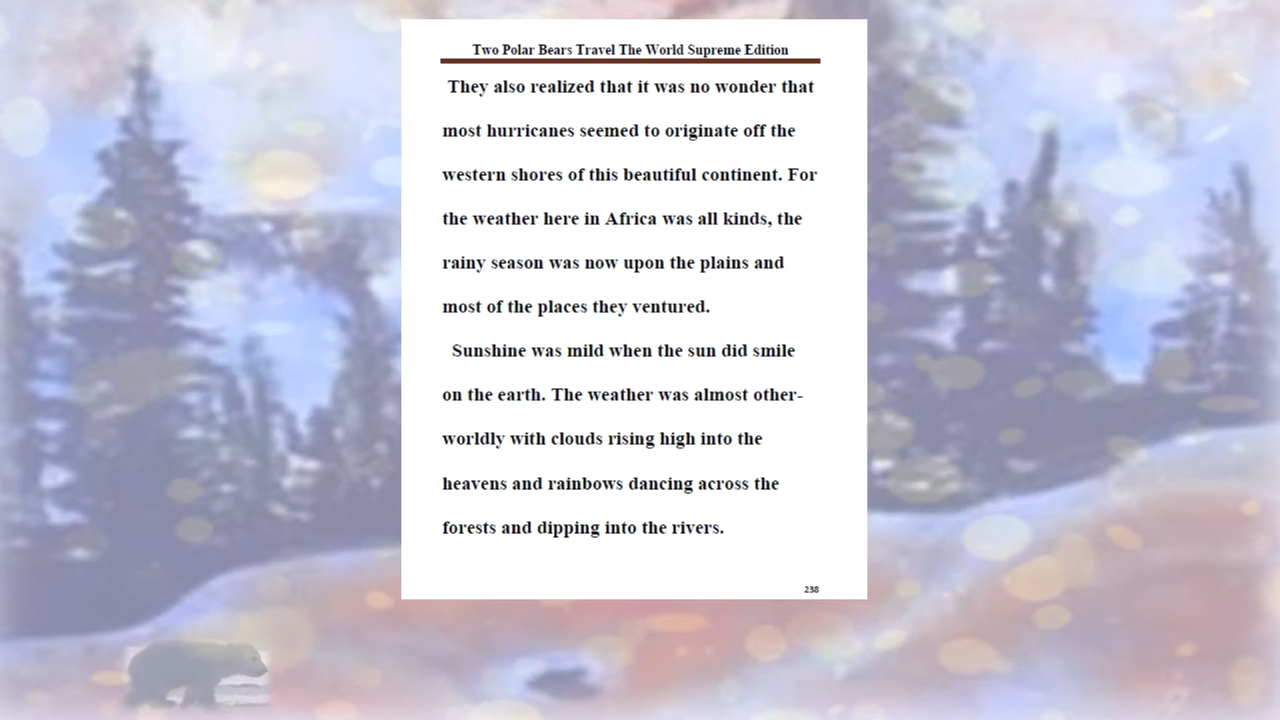 Two Polar Bears Travel The World Supreme Edition
They also realized that it was no wonder that
most hurricanes seemed to originate off the
western shores of this beautiful continent. For
the weather here in Africa was all kinds, the
rainy season was now upon the plains and
most of the places they ventured.
Sunshine was mild when the sun did smile
on the earth. The weather was almost other-
worldly with clouds rising high into the
heavens and rainbows dancing across the
forests and dipping into the rivers.
238